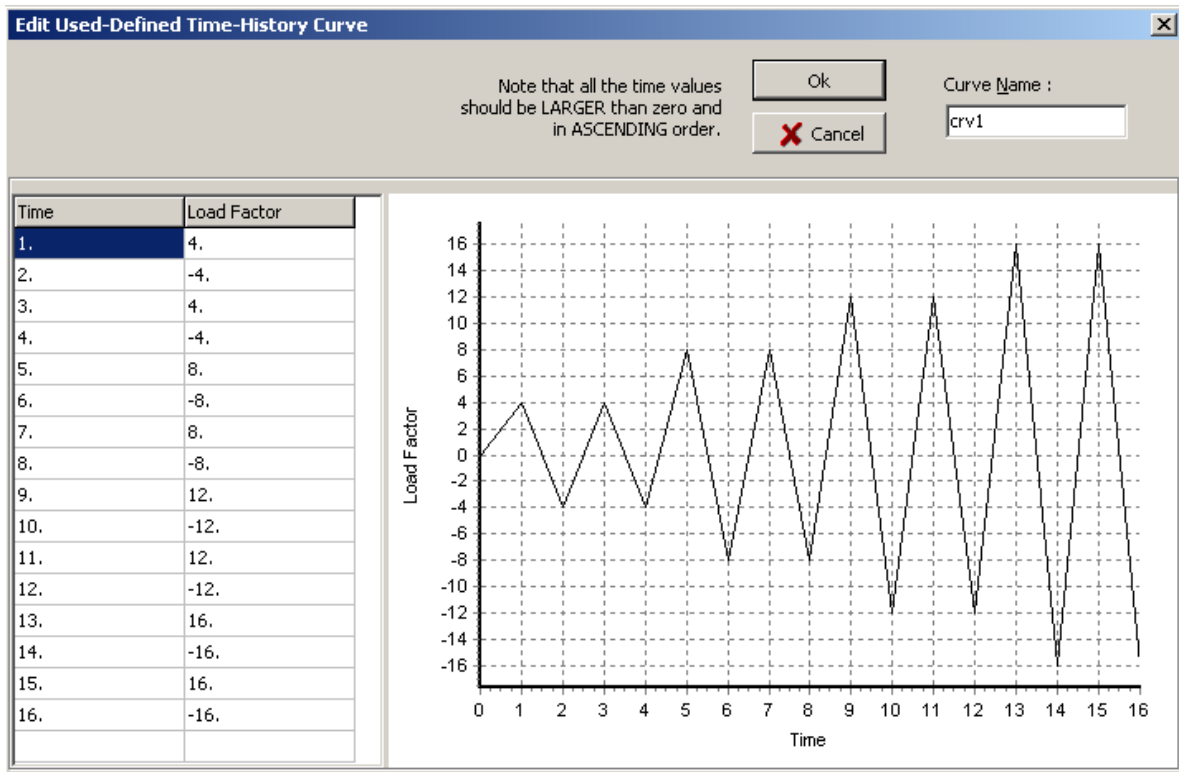 Edit Used-Defined Time-History Curve
Note that all the time values
should be LARGER than zero and
in ASCENDING order.
Ok
Cancel
Curve Name :
crv1
Time Load Factor
1. 4.
2. -4.
3. 4.
4. -4.
5. 8.
6. -8.
7. 8.
8. -8.
9. 12.
10. -12.
11. 12.
12. -12.
13. 16.
14. -16.
15. 16.
16. -16.
Load Factor
16
14
12
10
8
6
4
2
0
-2
-4
-6
-8
-10
-12
-14
-16
0 1 2 3 4 5 6 7 8 9 10 11 12 13 14 15 16
Time